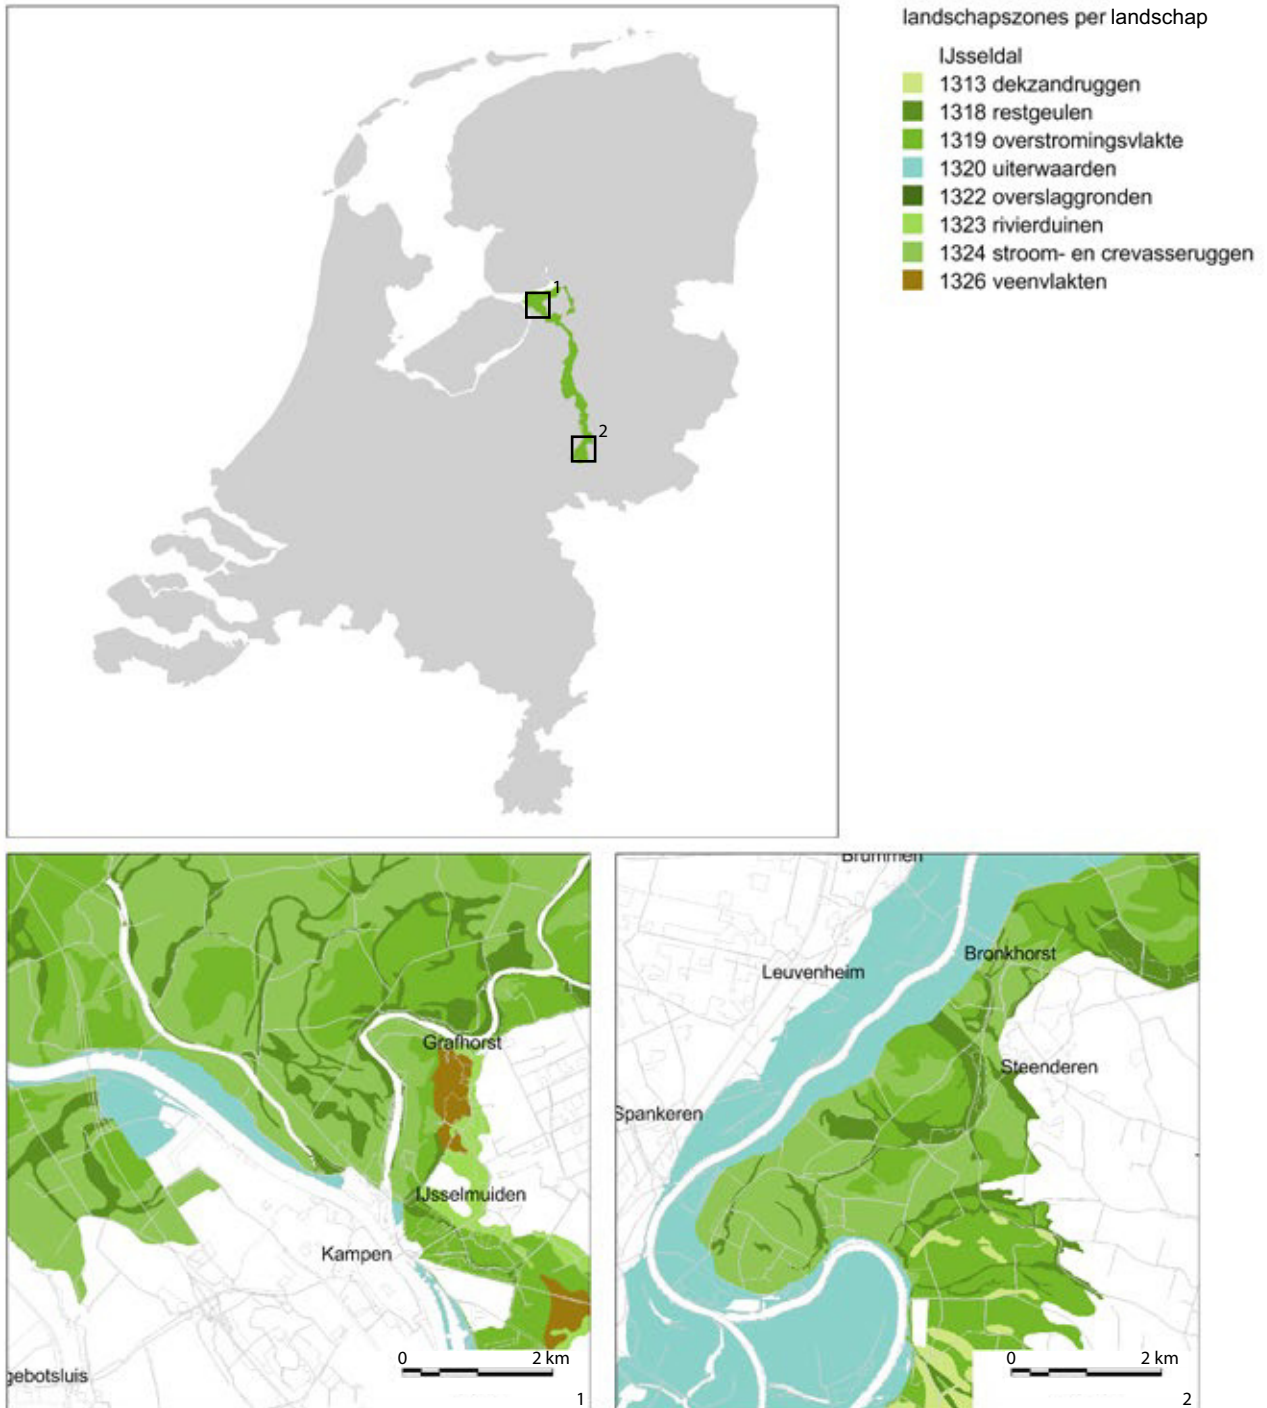 landschapszones per landschap
IJsseldal
1313 dekzandruggen
1318 restgeulen
1319 overstromingsvlakte
1320 uiterwaarden
1322 overslaggronden
1323 rivierduinen
1324 stroom- en crevasseruggen
1326 veenvlakten
1
2
Grafhorst
IJsselmuiden
Kampen
gebotsluis
0 2 km
1
Brummen
Bronkhorst
Leuvenheim
Steenderen
Spankeren
0 2 km
2